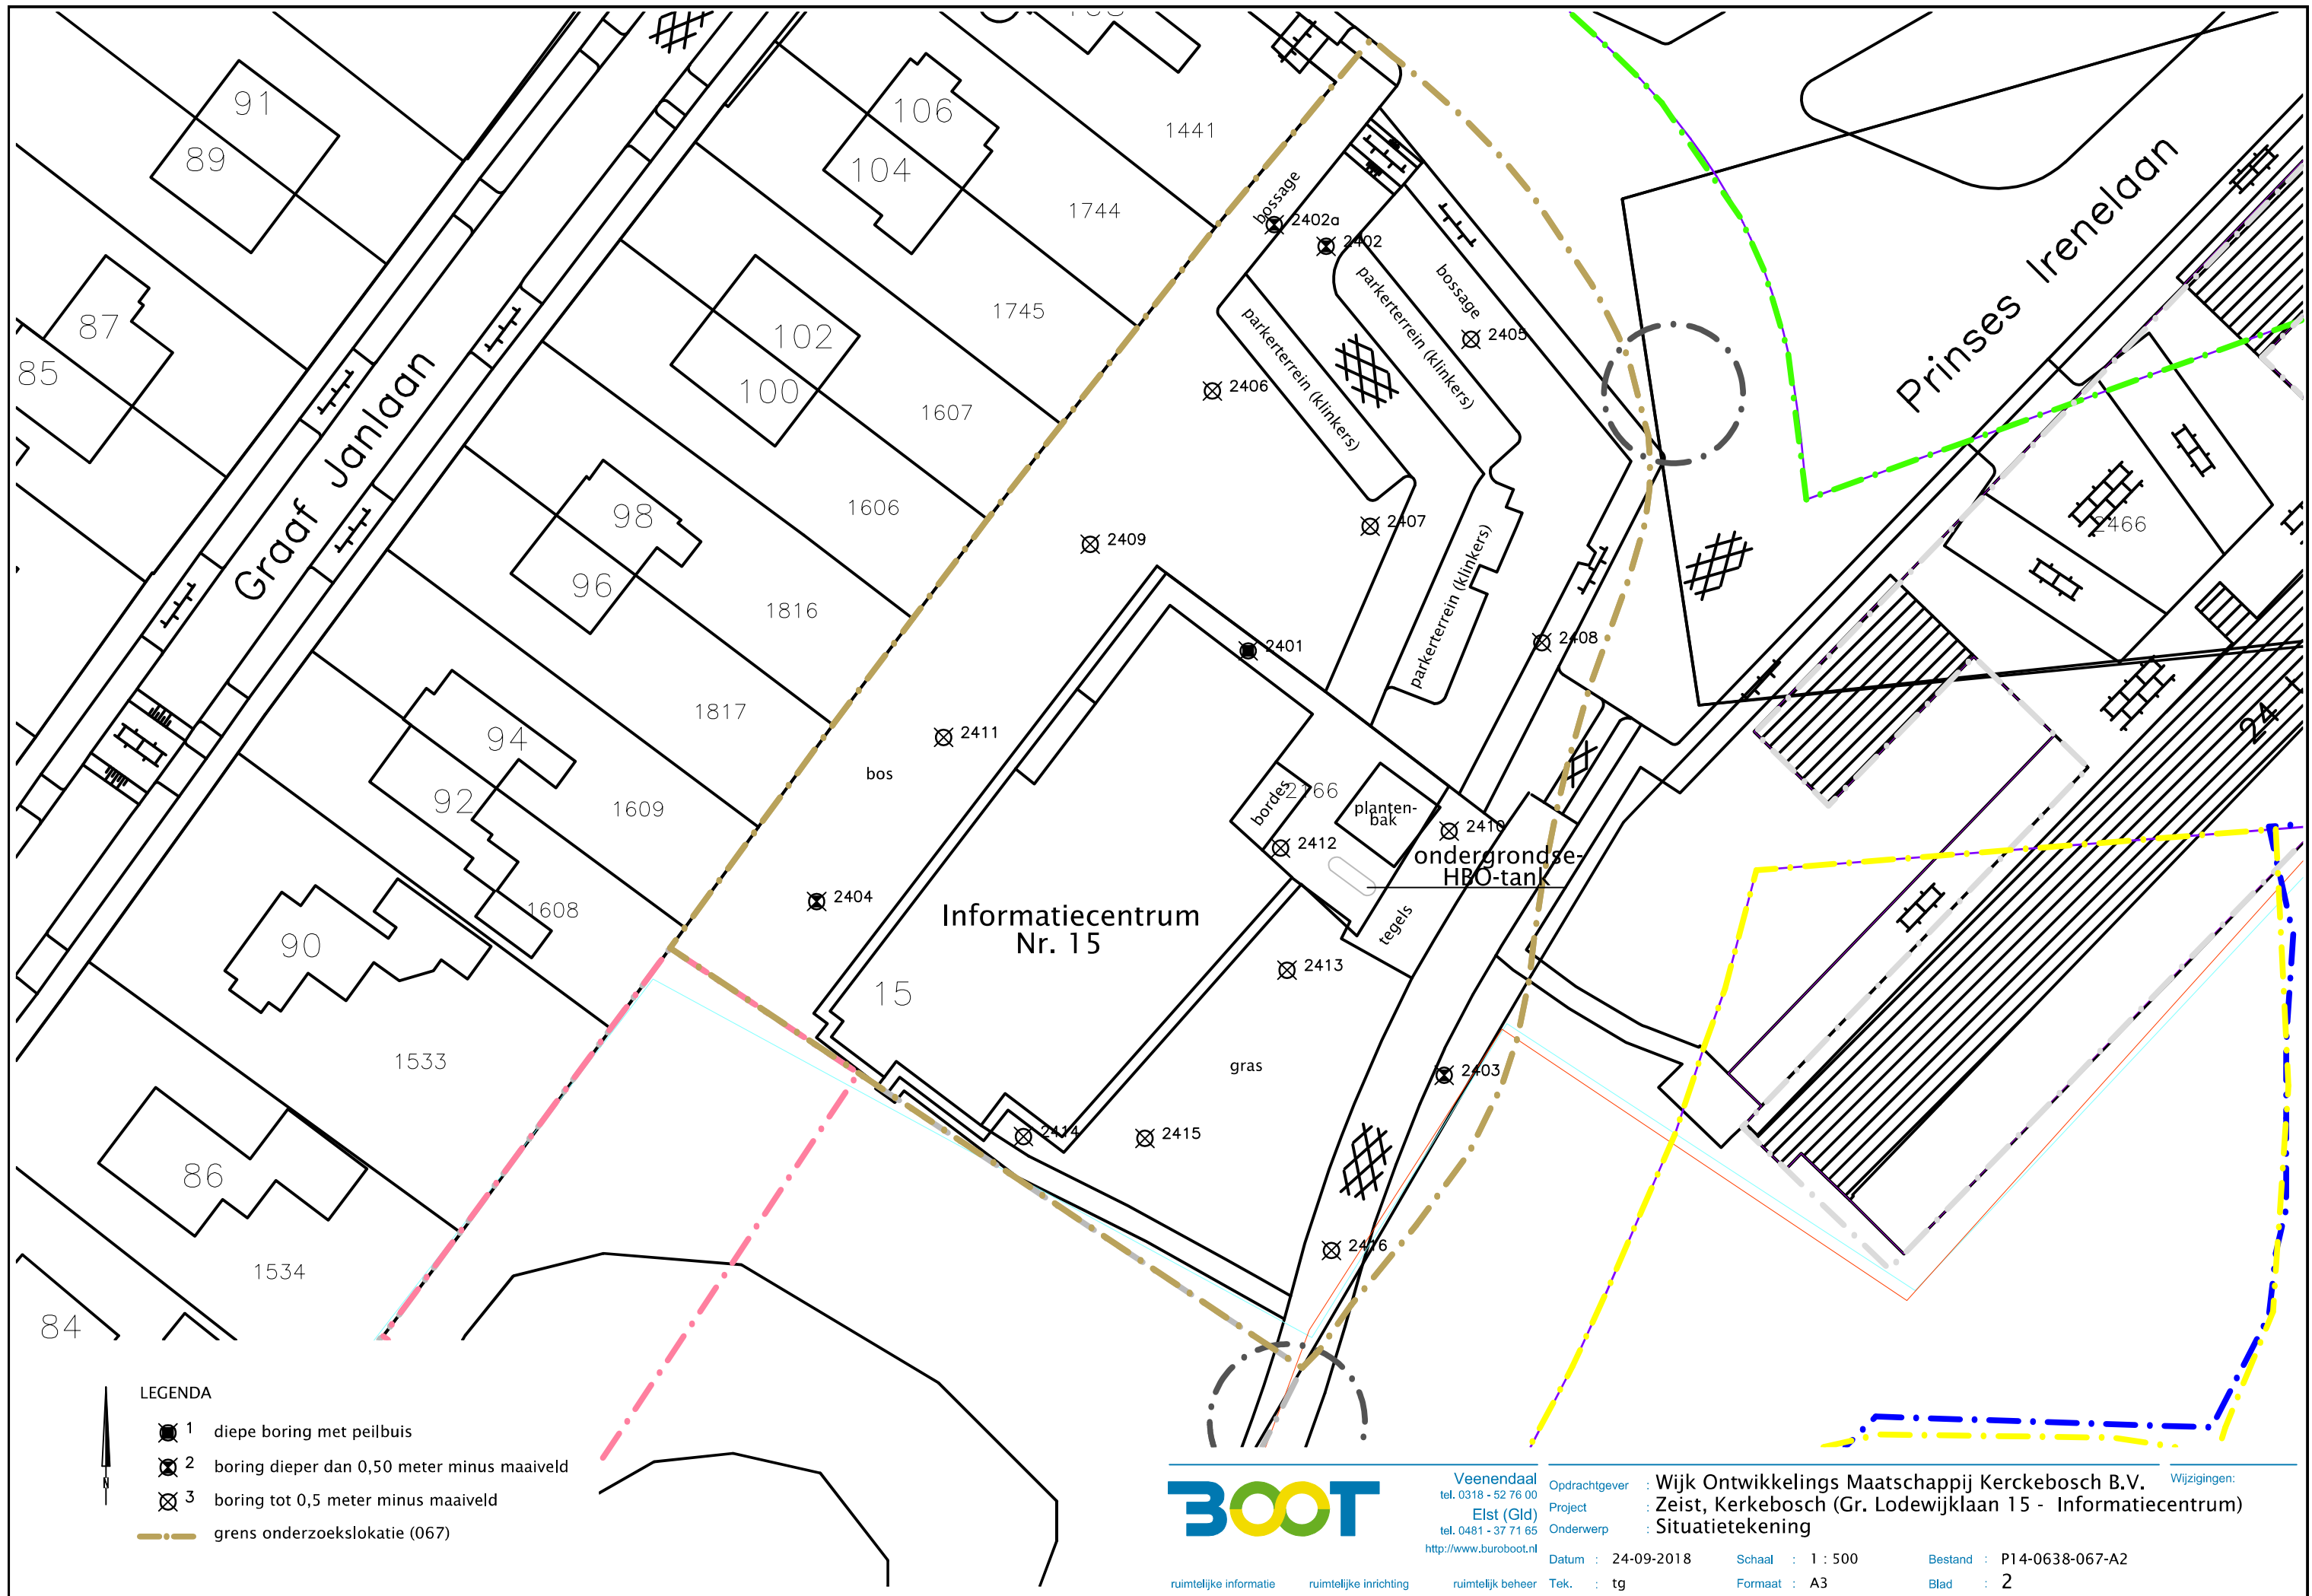 91
89
106
104
1441
1744
1745
1607
1606
1816
1817
1609
1608
1533
1534
87
85
102
100
98
96
94
92
90
86
84
Graaf Janlaan
Prinses Irenelaan
bossage
2402a
2402
bossage
2405
parkerterrein (klinkers)
parkerterrein (klinkers)
parkerterrein (klinkers)
2406
2407
2409
2408
2401
2411
bos
2404
2166
bordes
planten-
bak
2412
2410
ondergrondse-
HBO-tank
tegels
Informatiecentrum
Nr. 15
15
2413
gras
2403
2414
2415
2416
2466
24
LEGENDA
1 diepe boring met peilbuis
2 boring dieper dan 0,50 meter minus maaiveld
3 boring tot 0,5 meter minus maaiveld
grens onderzoekslokatie (067)
N
BOOT
ruimtelijke informatie ruimtelijke inrichting ruimtelijk beheer
Veenendaal
tel. 0318 - 52 76 00
Elst (Gld)
tel. 0481 - 37 71 65
http://www.buroboot.nl
Opdrachtgever : Wijk Ontwikkelings Maatschappij Kerckebosch B.V.
Wijzigingen:
Project : Zeist, Kerkebosch (Gr. Lodewijklaan 15 - Informatiecentrum)
Onderwerp : Situatietekening
Datum : 24-09-2018 Schaal : 1 : 500 Bestand : P14-0638-067-A2
Tek. : tg Formaat : A3 Blad : 2